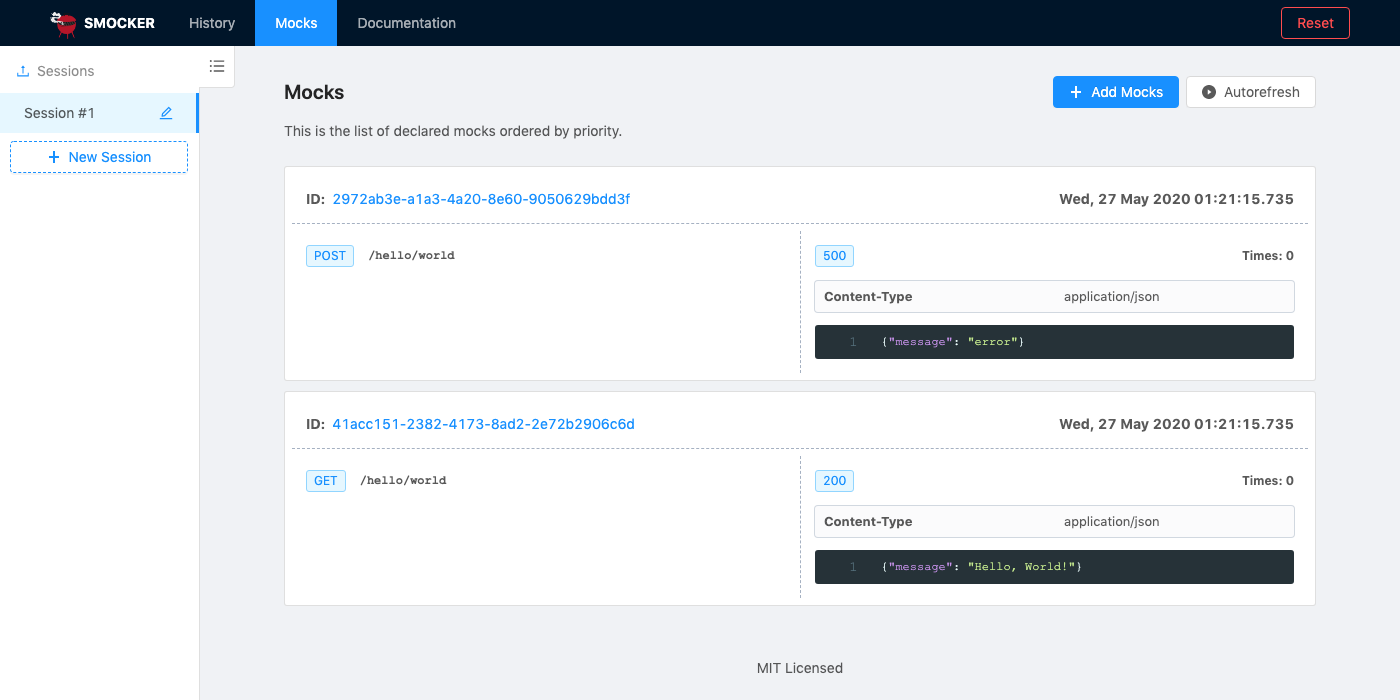 SMOCKER History Mocks Documentation Reset
Sessions
Session #1
New Session
Mocks
Add Mocks Autorefresh
This is the list of declared mocks ordered by priority.
ID: 2972ab3e-a1a3-4a20-8e60-9050629bdd3f Wed, 27 May 2020 01:21:15.735
POST /hello/world 500 Times: 0
Content-Type application/json
1 {"message": "error"}
ID: 41acc151-2382-4173-8ad2-2e72b2906c6d Wed, 27 May 2020 01:21:15.735
GET /hello/world 200 Times: 0
Content-Type application/json
1 {"message": "Hello, World!"}
MIT Licensed